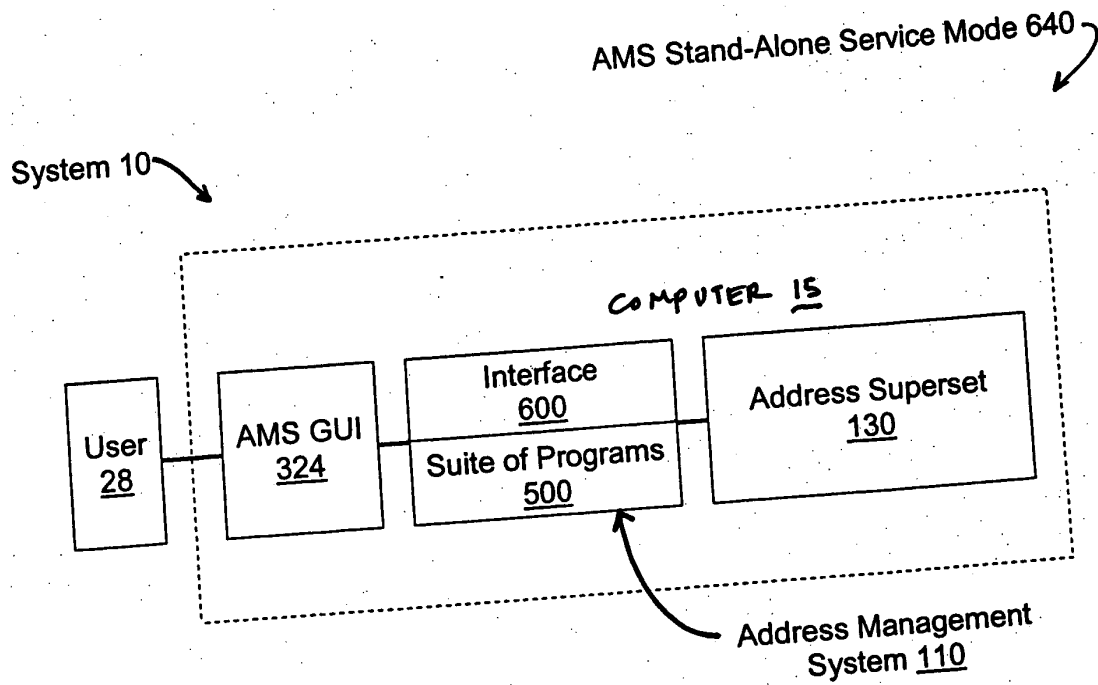 AMS Stand-Alone Service Mode 640
System 10
COMPUTER 15
User
28
AMS GUI
324
Interface
600
Suite of Programs
500
Address Superset
130
Address Management
System 110